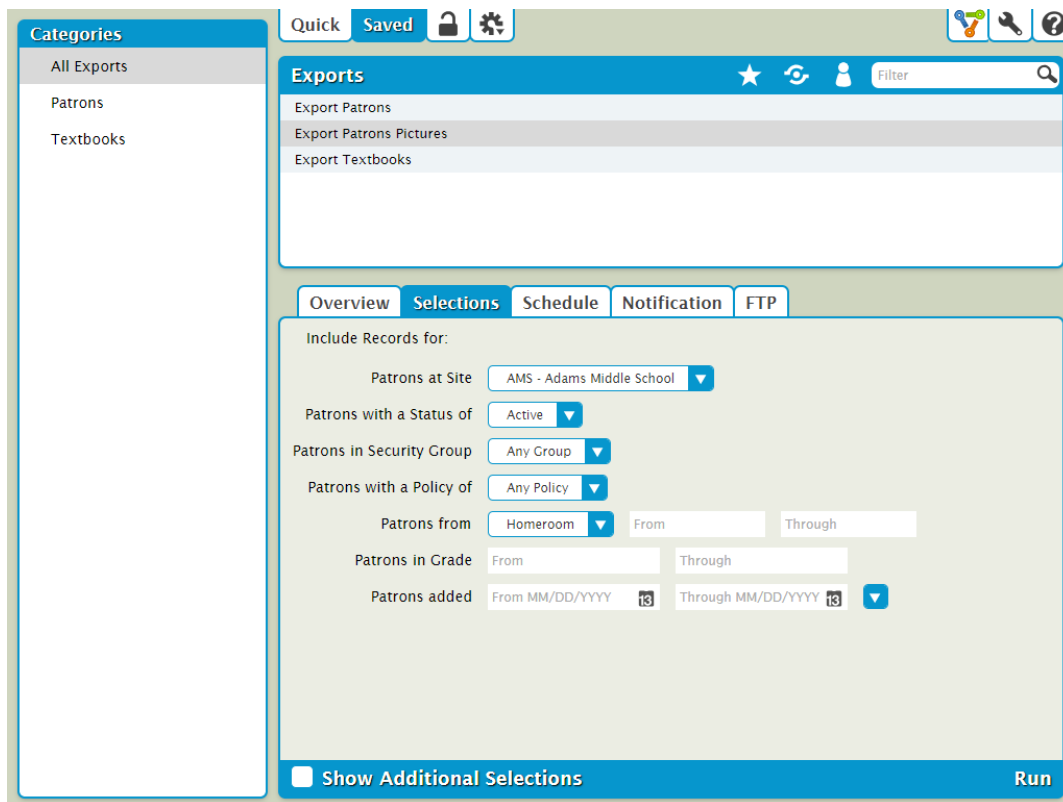 Categories
All Exports
Patrons
Textbooks
Quick Saved
Exports Filter
Export Patrons
Export Patrons Pictures
Export Textbooks
Overview Selections Schedule Notification FTP
Include Records for:
Patrons at Site AMS - Adams Middle School
Patrons with a Status of Active
Patrons in Security Group Any Group
Patrons with a Policy of Any Policy
Patrons from Homeroom From Through
Patrons in Grade From Through
Patrons added From MM/DD/YYYY 13 Through MM/DD/YYYY 13
Show Additional Selections Run